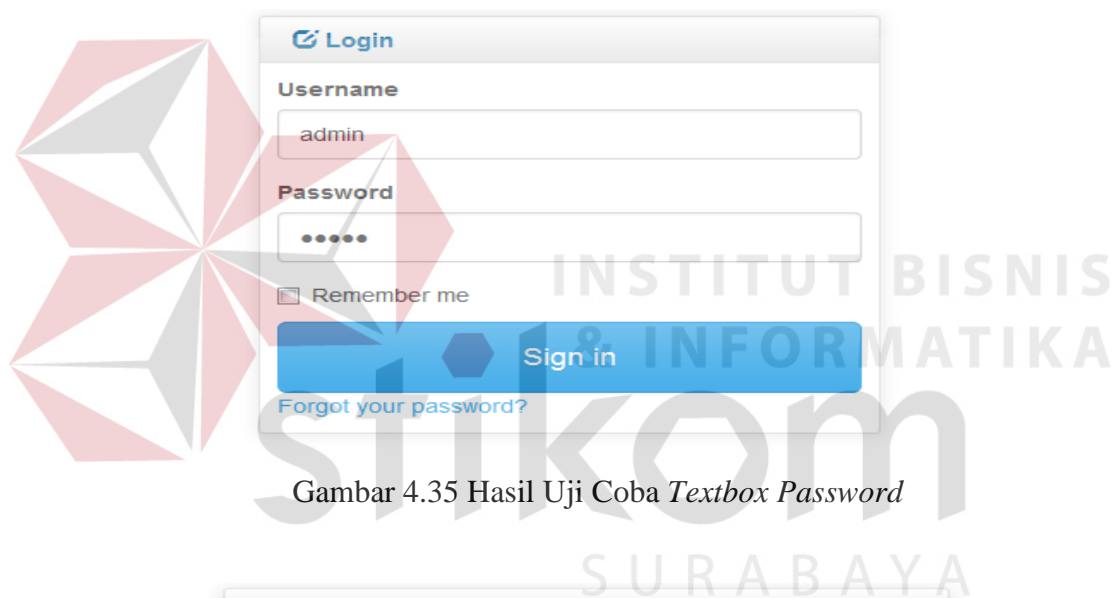 Login
Username
admin
Password
•••••
Remember me
Sign in
Forgot your password?
INSTITUT BISNIS
& INFORMATIKA
stikom
SURABAYA
Gambar 4.35 Hasil Uji Coba Textbox Password